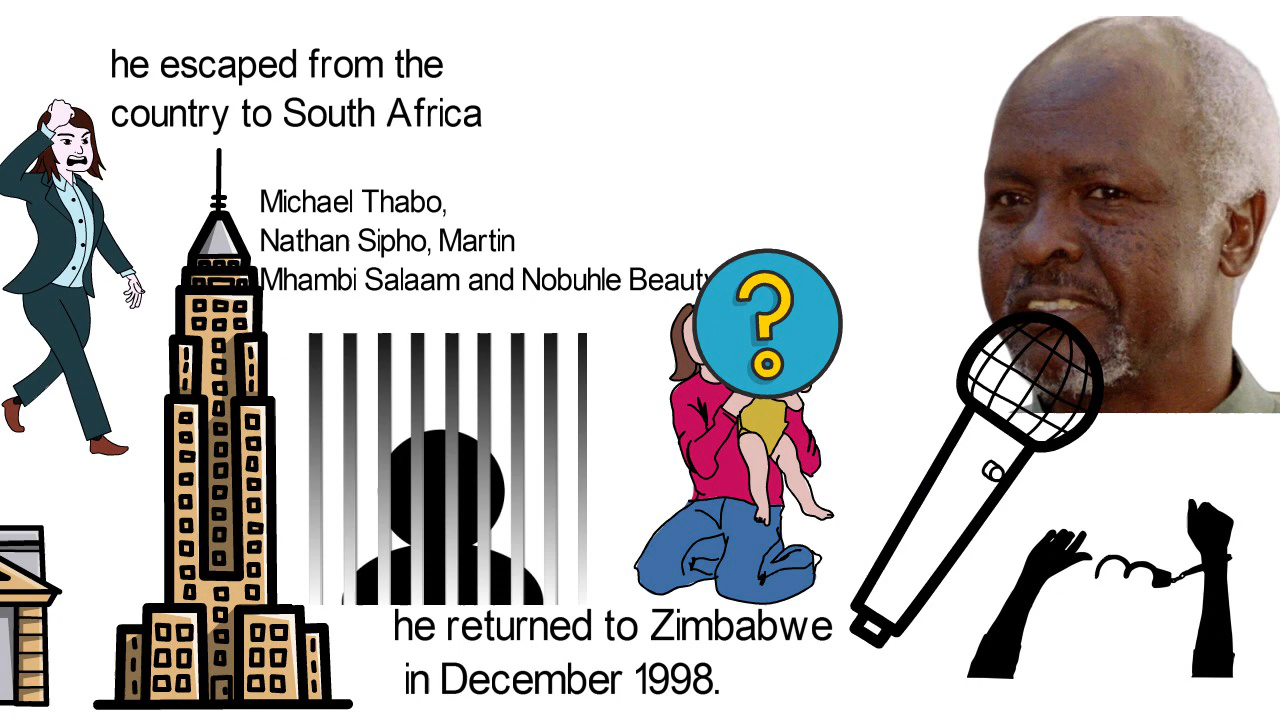 he escaped from the
country to South Africa
Michael Thabo,
Nathan Sipho, Martin
Mhambi Salaam and Nobuhle Beauty
he returned to Zimbabwe
in December 1998.